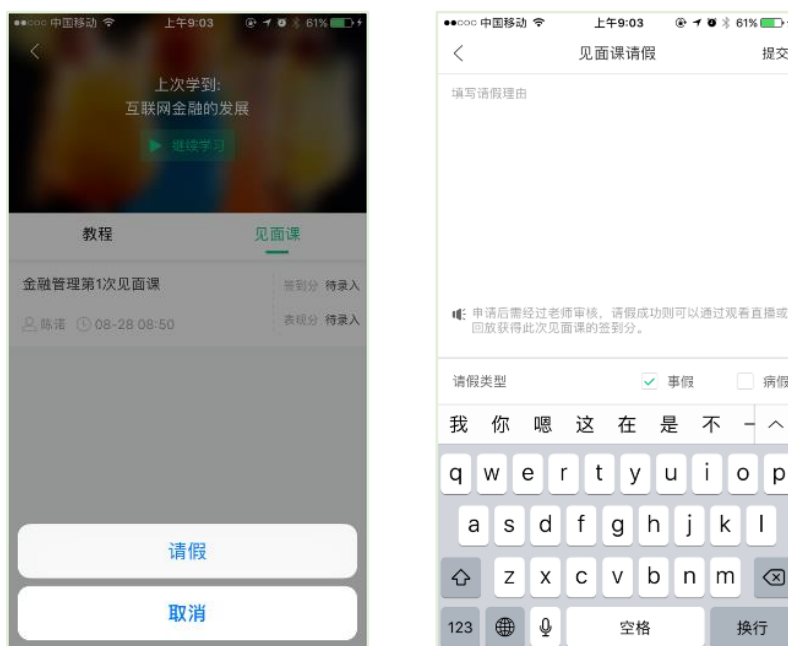 中国移动 上午9:03 61%
上次学到:
互联网金融的发展
继续学习
教程 见面课
金融管理第1次见面课 签到分 待录入
陈诺 08-28 08:50 表现分 待录入
请假
取消
中国移动 上午9:03 61%
见面课请假 提交
填写请假理由
申请后需经过老师审核，请假成功则可以通过观看直播或
回放获得此次见面课的签到分。
请假类型 事假 病假
我 你 嗯 这 在 是 不 一
q w e r t y u i o p
a s d f g h j k l
z x c v b n m
123 空格 换行